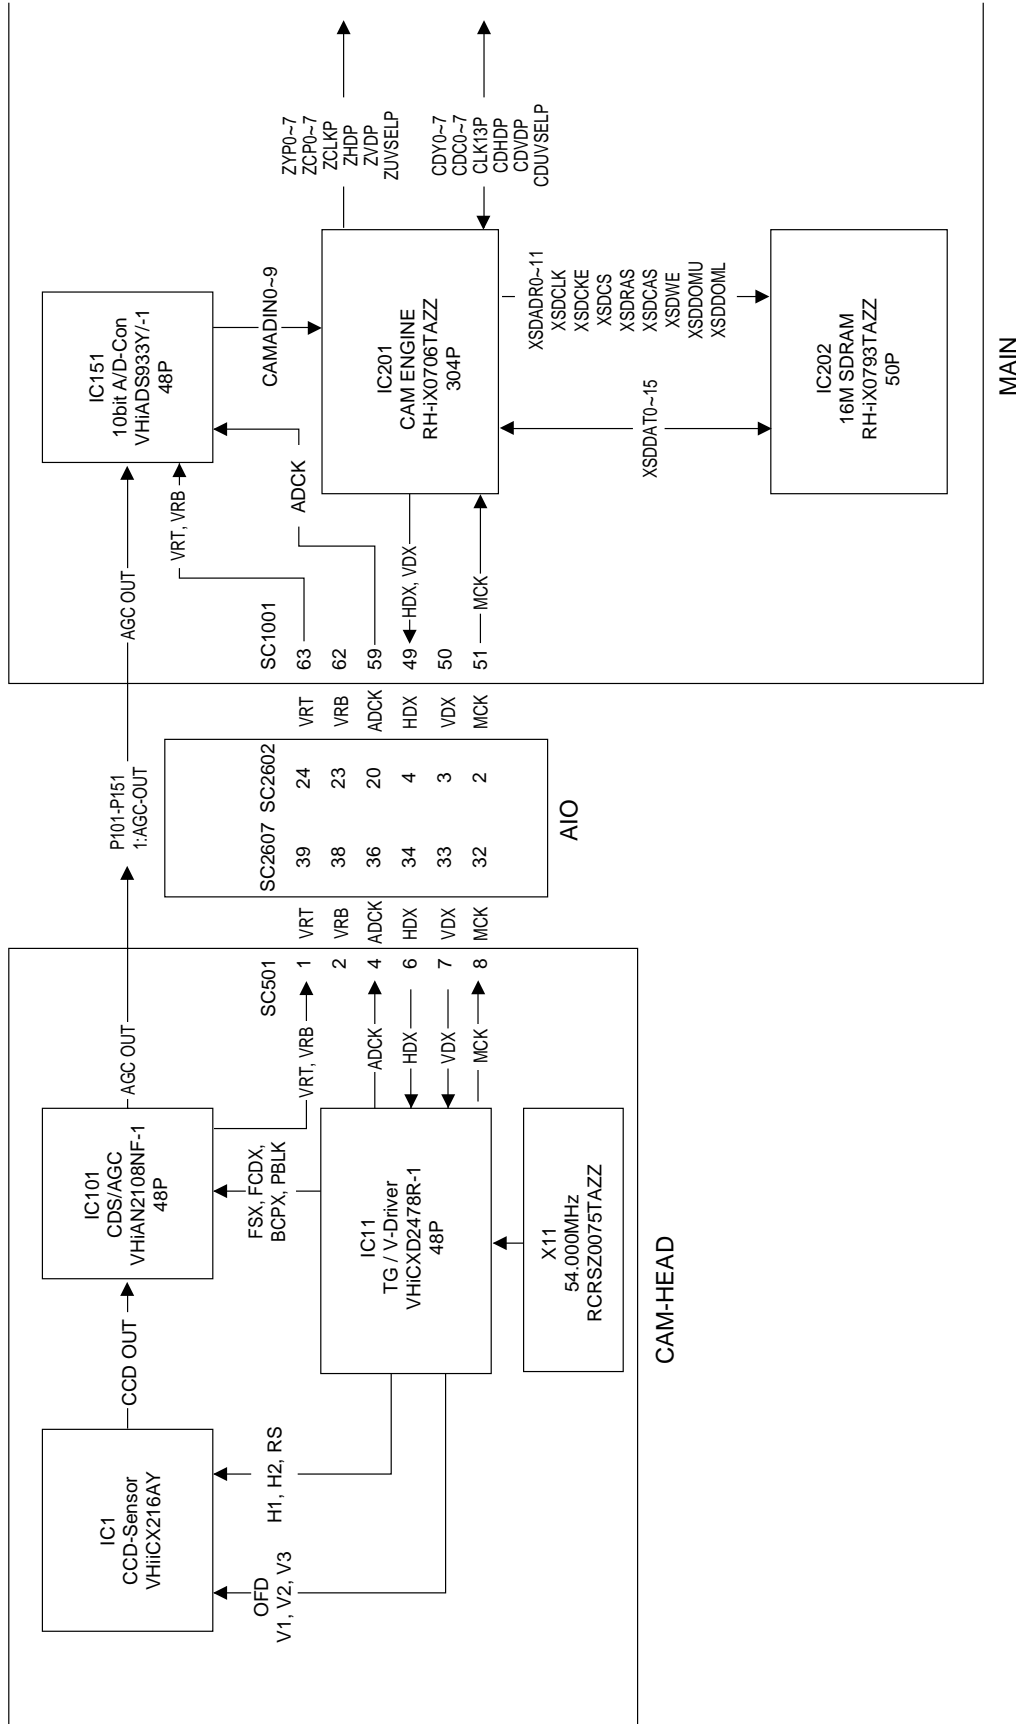 IC1
CCD-Sensor
VHiiCX216AY
CCD OUT
IC101
CDS/AGC
VHiAN2108NF-1
48P
AGC OUT
P101-P151
1:AGC-OUT
AGC OUT
IC151
10bit A/D-Con
VHiADS933Y/-1
48P
OFD
V1, V2, V3
H1, H2, RS
FSX, FCDX,
BCPX, PBLK
VRT, VRB
IC11
TG / V-Driver
VHiCXD2478R-1
48P
ADCK
HDX
VDX
MCK
X11
54.000MHz
RCRSZ0075TAZZ
CAM-HEAD
SC501
1
2
4
6
7
8
VRT
VRB
ADCK
HDX
VDX
MCK
SC2607 SC2602
39 24
38 23
36 20
34 4
33 3
32 2
AIO
VRT
VRB
ADCK
HDX
VDX
MCK
SC1001
63
62
59
49
50
51
VRT, VRB
ADCK
HDX, VDX
MCK
CAMADIN0~9
IC201
CAM ENGINE
RH-iX0706TAZZ
304P
ZYP0~7
ZCP0~7
ZCLKP
ZHDP
ZVDP
ZUVSELP
CDY0~7
CDC0~7
CLK13P
CDHDP
CDVDP
CDUVSELP
XSDADR0~11
XSDCLK
XSDCKE
XSDCS
XSDRAS
XSDCAS
XSDWE
XSDDOMU
XSDDOML
XSDDAT0~15
IC202
16M SDRAM
RH-iX0793TAZZ
50P
MAIN